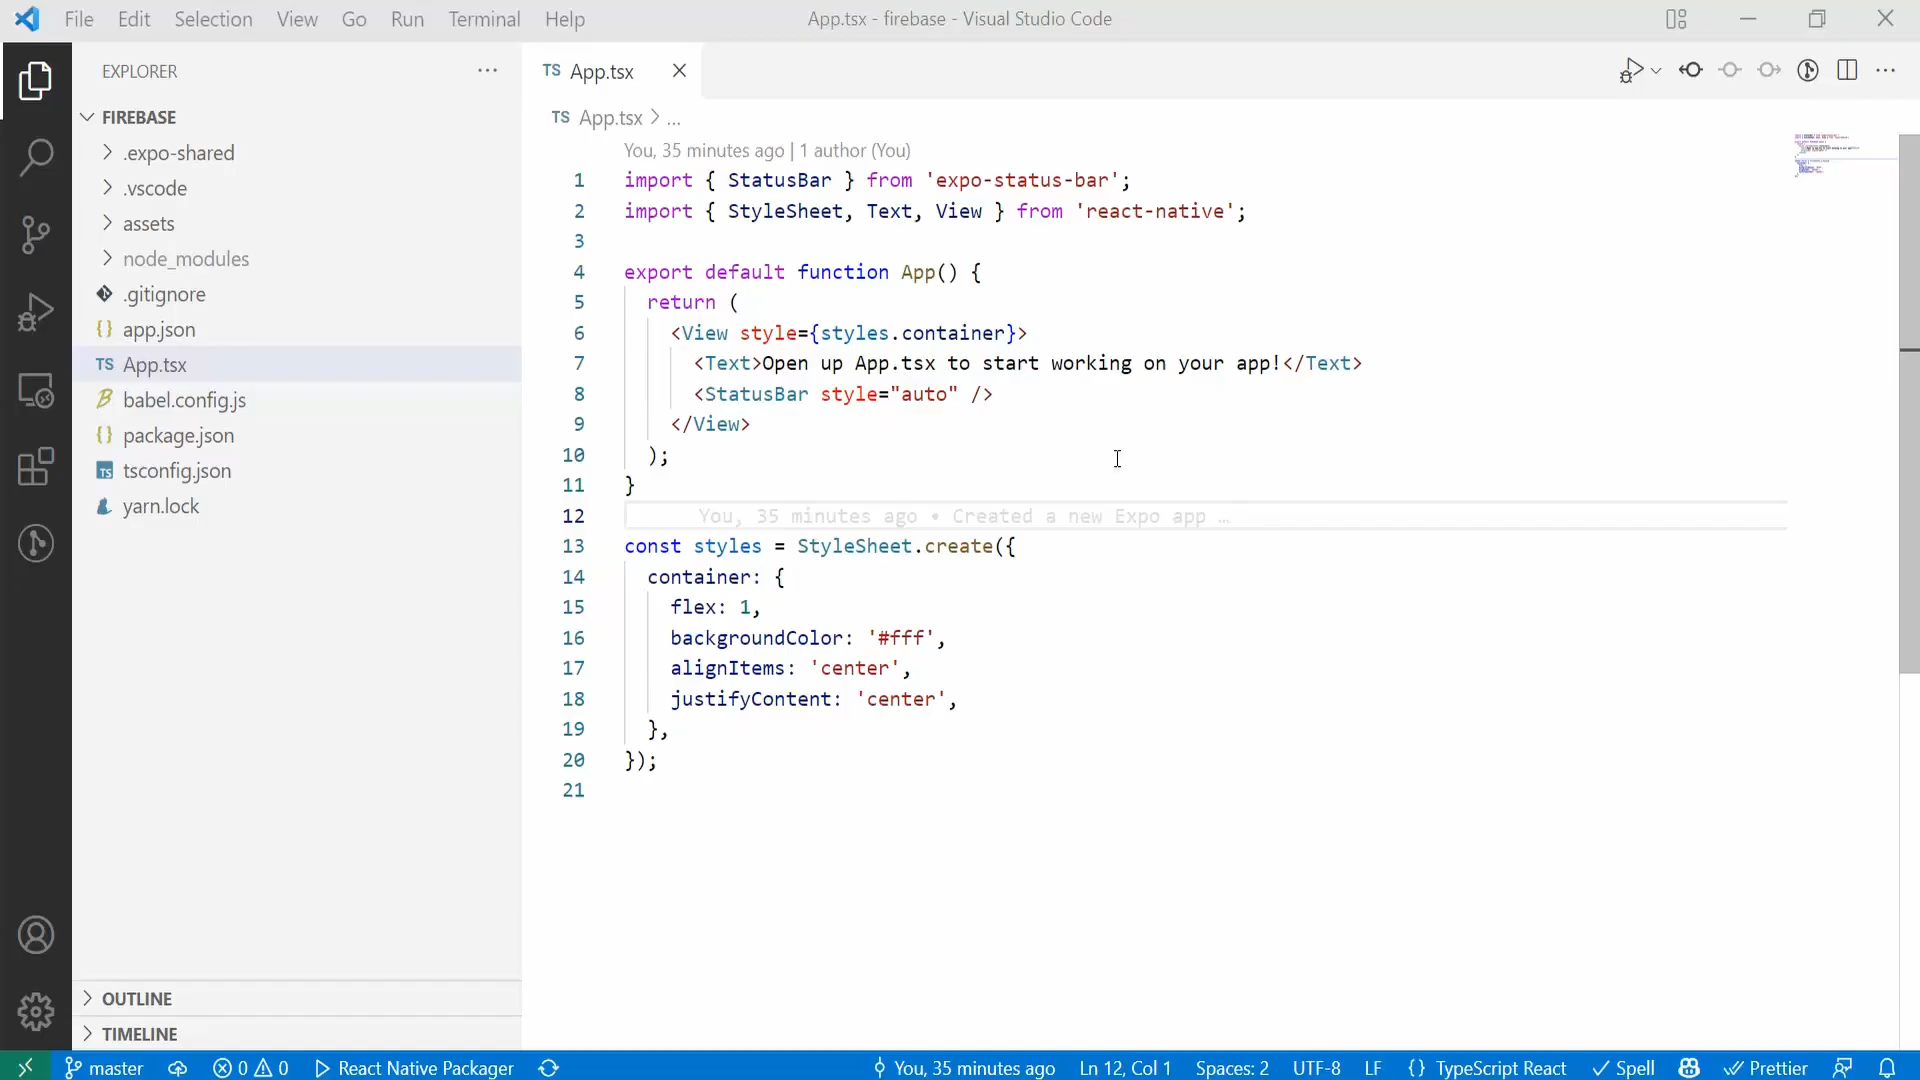 File Edit Selection View Go Run Terminal Help
App.tsx - firebase - Visual Studio Code
EXPLORER
FIREBASE
.expo-shared
.vscode
assets
node_modules
.gitignore
app.json
TS App.tsx
babel.config.js
package.json
TS tsconfig.json
yarn.lock
OUTLINE
TIMELINE
TS App.tsx
TS App.tsx > ...
You, 35 minutes ago | 1 author (You)
1 import { StatusBar } from 'expo-status-bar';
2 import { StyleSheet, Text, View } from 'react-native';
3
4 export default function App() {
5 return (
6 <View style={styles.container}>
7 <Text>Open up App.tsx to start working on your app!</Text>
8 <StatusBar style="auto" />
9 </View>
10 );
11 }
12 You, 35 minutes ago • Created a new Expo app …
13 const styles = StyleSheet.create({
14 container: {
15 flex: 1,
16 backgroundColor: '#fff',
17 alignItems: 'center',
18 justifyContent: 'center',
19 },
20 });
21
master 0 0 React Native Packager You, 35 minutes ago Ln 12, Col 1 Spaces: 2 UTF-8 LF {} TypeScript React Spell Prettier